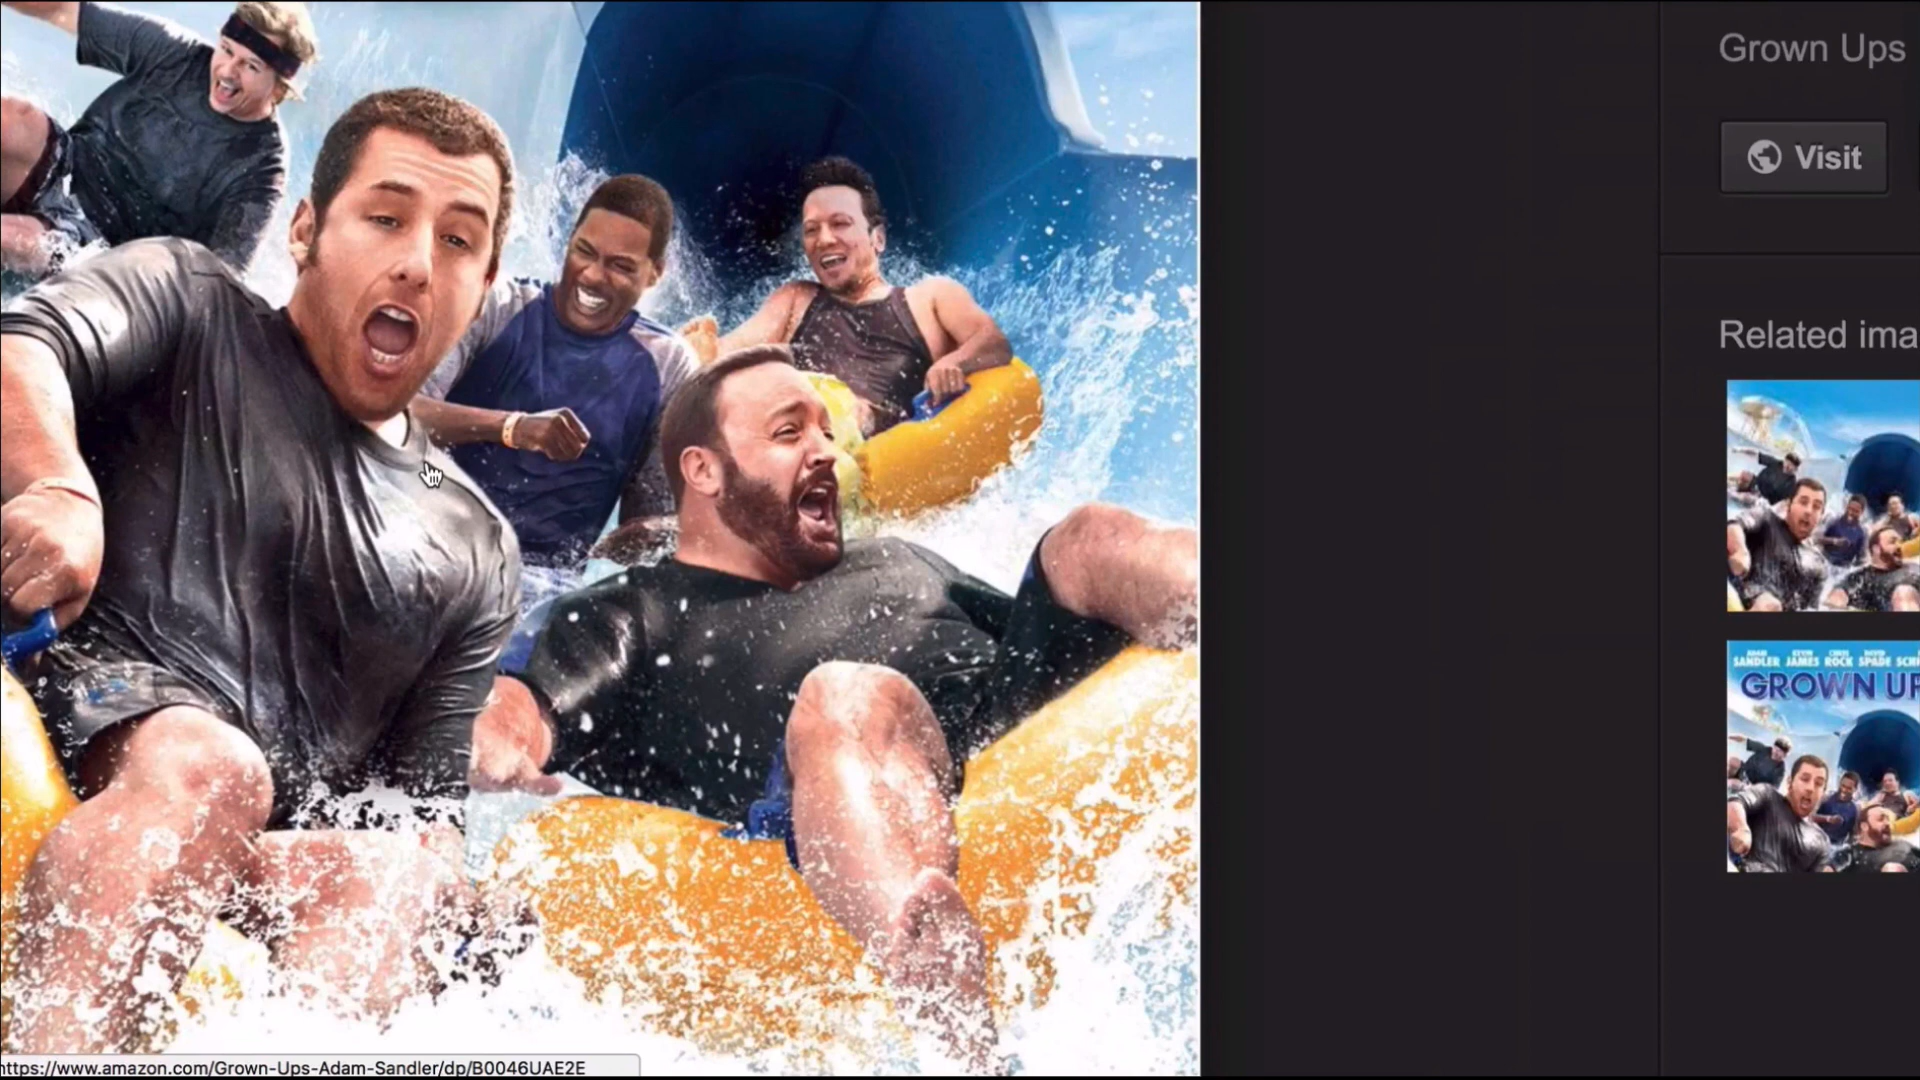 Grown Ups
Visit
Related ima
SANDLER JAMES ROCK SPADE SCH
GROWN UP
https://www.amazon.com/Grown-Ups-Adam-Sandler/dp/B0046UAE2E